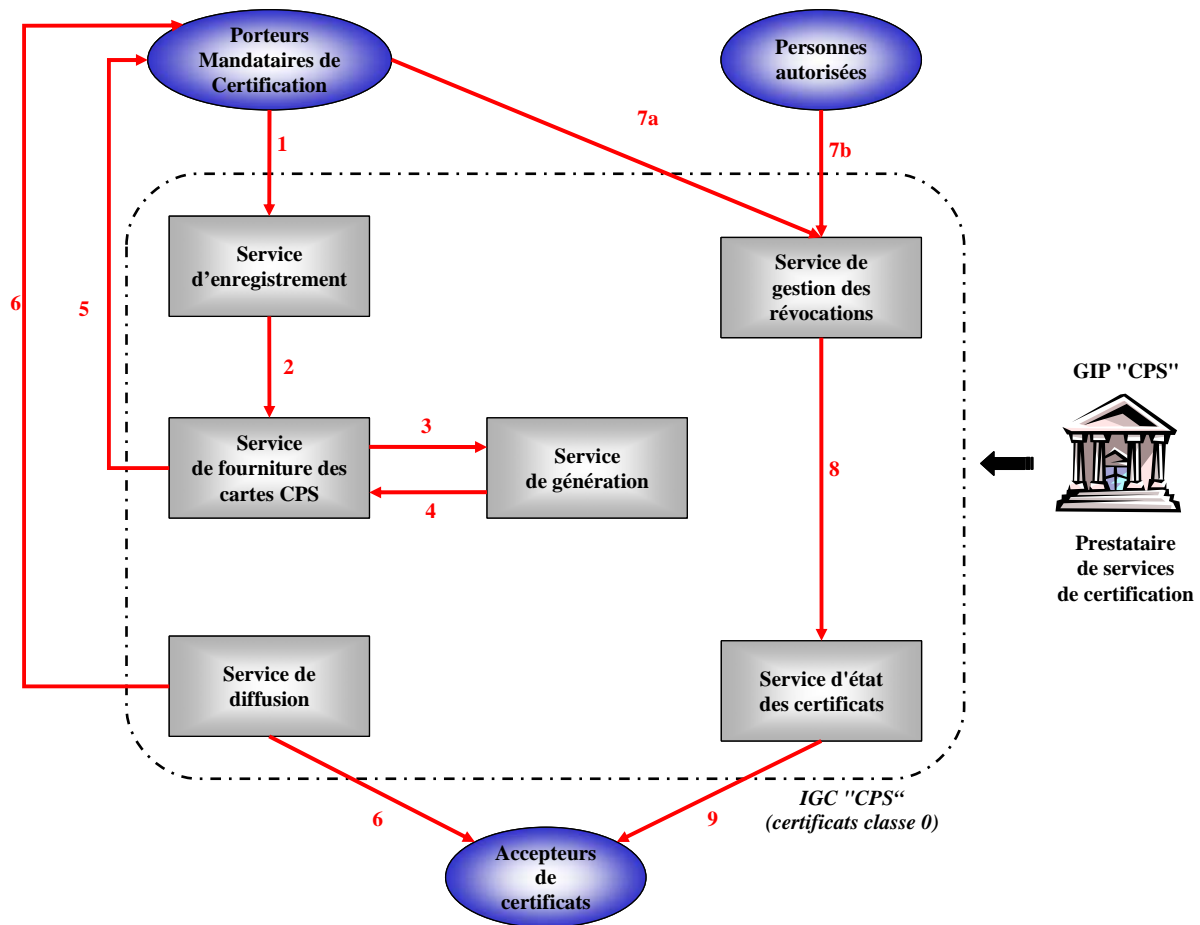 Porteurs
Mandataires de
Certification
Personnes
autorisées
7a
1
7b
Service
d’enregistrement
Service de
gestion des
révocations
6
5
2
GIP "CPS"
3
Service
de fourniture des
cartes CPS
Service
de génération
8
4
Prestataire
de services
de certification
Service de
diffusion
Service d'état
des certificats
IGC "CPS“
(certificats classe 0)
6
9
Accepteurs
de
certificats